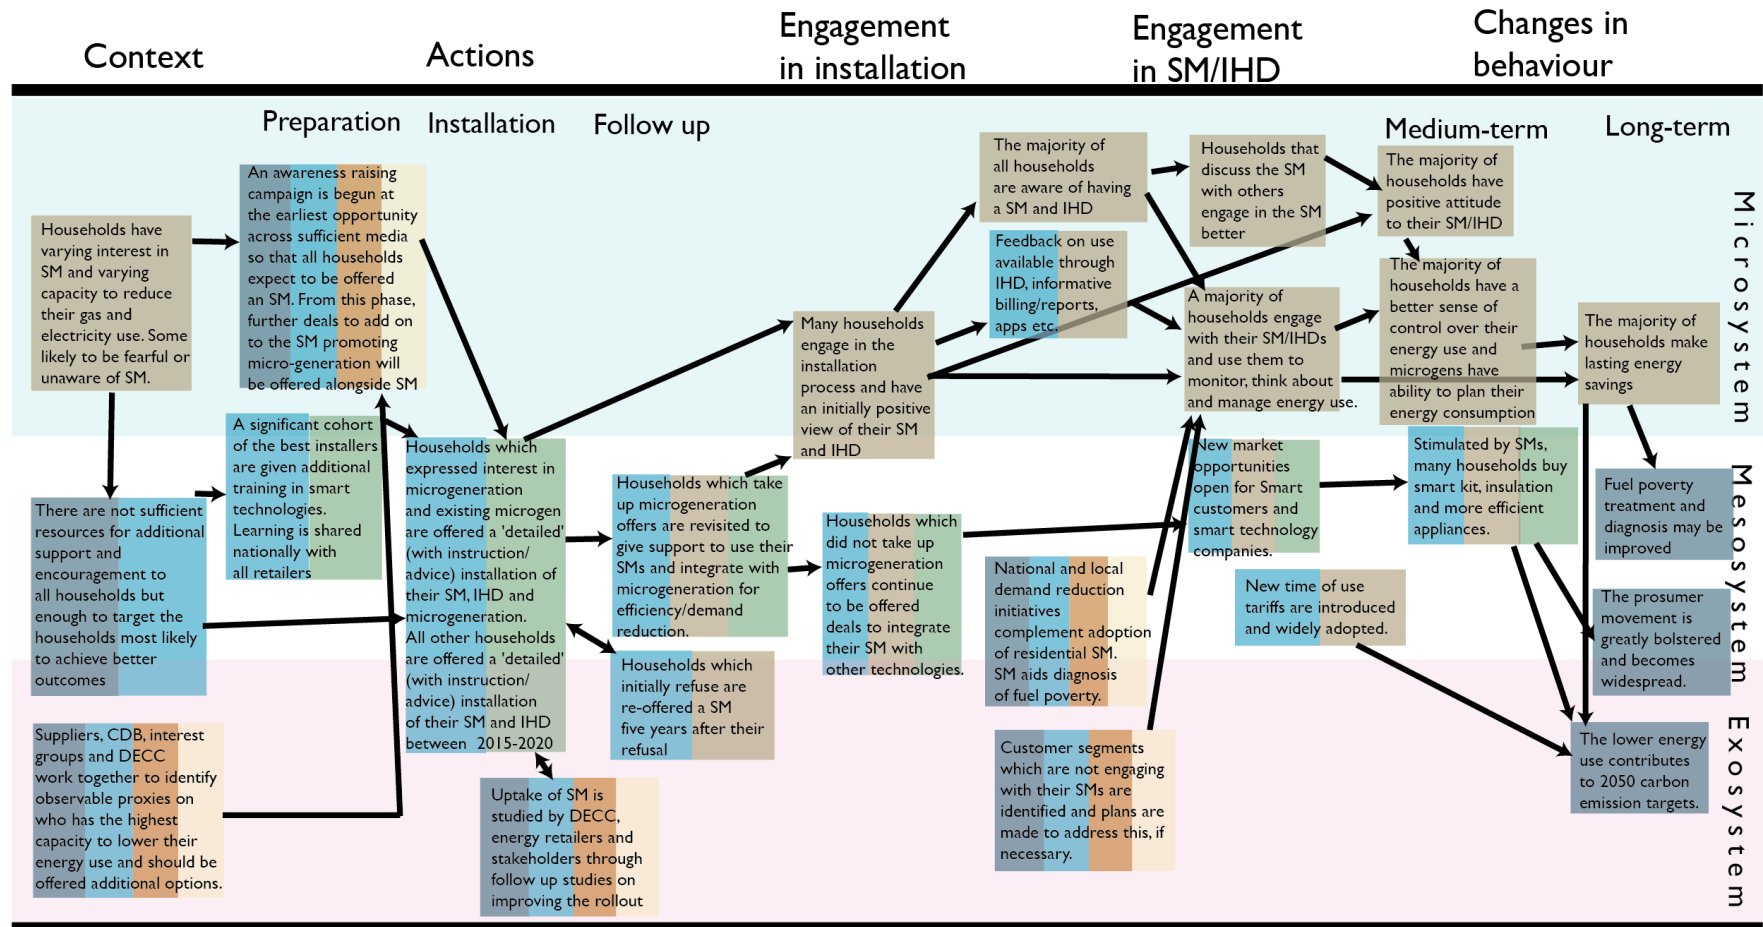 Context
Actions
Engagement
in installation
Engagement
in SM/IHD
Changes in
behaviour
Preparation
Installation
Follow up
Medium-term
Long-term
Microsystem
Mesosystem
Exosystem
Households have
varying interest in
SM and varying
capacity to reduce
their gas and
electricity use. Some
likely to be fearful or
unaware of SM.
There are not sufficient
resources for additional
support and
encouragement to
all households but
enough to target the
households most likely
to achieve better
outcomes
Suppliers, CDB, interest
groups and DECC
work together to identify
observable proxies on
who has the highest
capacity to lower their
energy use and should be
offered additional options.
An awareness raising
campaign is begun at
the earliest opportunity
across sufficient media
so that all households
expect to be offered
an SM. From this phase,
further deals to add on
to the SM promoting
micro-generation will
be offered alongside SM
A significant cohort
of the best installers
are given additional
training in smart
technologies.
Learning is shared
nationally with
all retailers
Households which
expressed interest in
microgeneration
and existing microgen
are offered a 'detailed'
(with instruction/
advice) installation of
their SM, IHD and
microgeneration.
All other households
are offered a 'detailed'
(with instruction/
advice) installation
of their SM and IHD
between 2015-2020
Uptake of SM is
studied by DECC,
energy retailers and
stakeholders through
follow up studies on
improving the rollout
Households which take
up microgeneration
offers are revisited to
give support to use their
SMs and integrate with
microgeneration for
efficiency/demand
reduction.
Households which
initially refuse are
re-offered a SM
five years after their
refusal
Many households
engage in the
installation
process and have
an initially positive
view of their SM
and IHD
Households which
did not take up
microgeneration
offers continue
to be offered
deals to integrate
their SM with
other technologies.
The majority of
all households
are aware of having
a SM and IHD
Feedback on use
available through
IHD, informative
billing/reports,
apps etc.
National and local
demand reduction
initiatives
complement adoption
of residential SM.
SM aids diagnosis
of fuel poverty.
Customer segments
which are not engaging
with their SMs are
identified and plans are
made to address this, if
necessary.
Households that
discuss the SM
with others
engage in the SM
better
A majority of
households engage
with their SM/IHDs
and use them to
monitor, think about
and manage energy use.
New market
opportunities
open for Smart
customers and
smart technology
companies.
New time of use
tariffs are introduced
and widely adopted.
The majority of
households have
positive attitude
to their SM/IHD
The majority of
households have a
better sense of
control over their
energy use and
microgens have
ability to plan their
energy consumption
Stimulated by SMs,
many households buy
smart kit, insulation
and more efficient
appliances.
The majority of
households make
lasting energy
savings
Fuel poverty
treatment and
diagnosis may be
improved
The prosumer
movement is
greatly bolstered
and becomes
widespread.
The lower energy
use contributes
to 2050 carbon
emission targets.